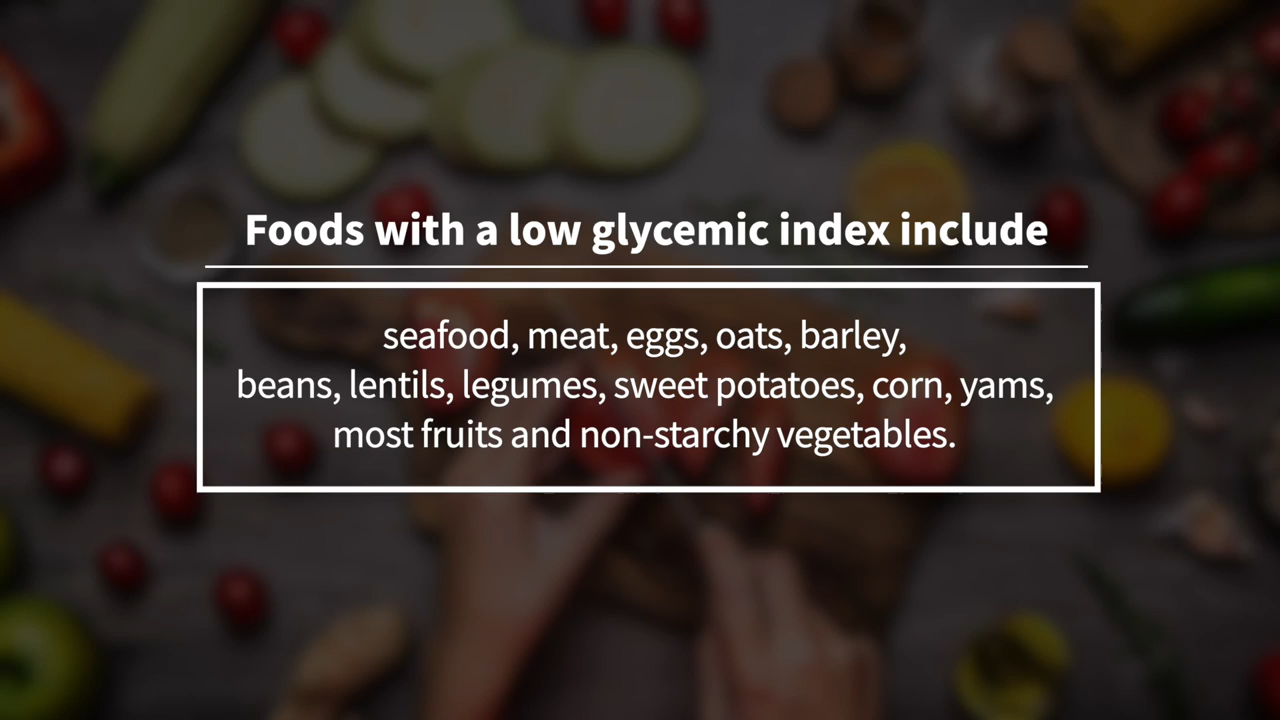 Foods with a low glycemic index include
seafood, meat, eggs, oats, barley,
beans, lentils, legumes, sweet potatoes, corn, yams,
most fruits and non-starchy vegetables.